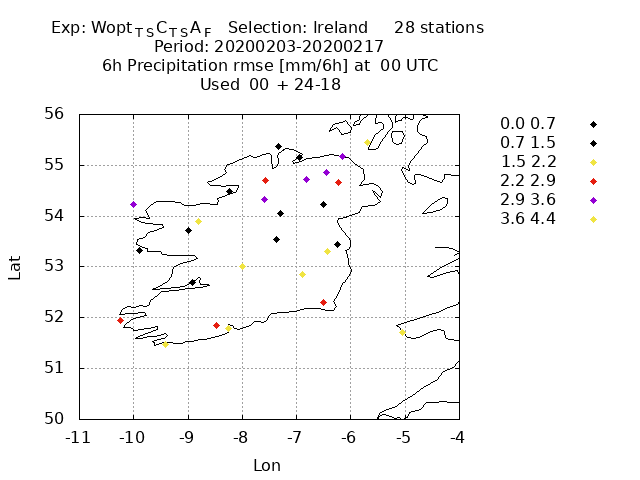 Exp: WoptTSCTSAF Selection: Ireland 28 stations
Period: 20200203-20200217
6h Precipitation rmse [mm/6h] at 00 UTC
Used 00 + 24-18
56
55
54
53
52
51
50
-11 -10 -9 -8 -7 -6 -5 -4
Lat
Lon
0.0 0.7
0.7 1.5
1.5 2.2
2.2 2.9
2.9 3.6
3.6 4.4